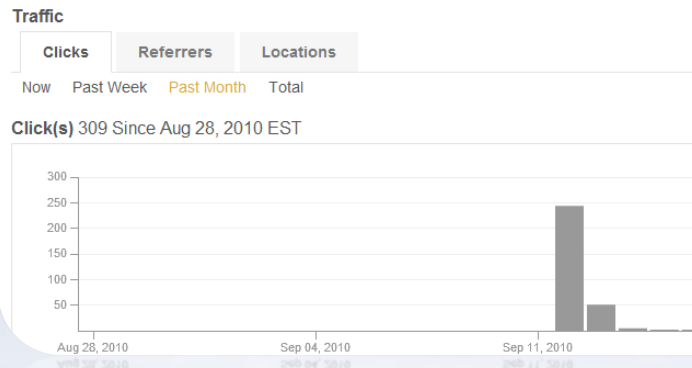 Traffic
Clicks Referrers Locations
Now Past Week Past Month Total
Click(s) 309 Since Aug 28, 2010 EST
300
250
200
150
100
50
Aug 28, 2010 Sep 04, 2010 Sep 11, 2010